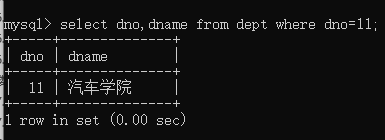 mysql> select dno,dname from dept where dno=11;
+-----+--------------+
| dno | dname        |
+-----+--------------+
|  11 | 汽车学院     |
+-----+--------------+
1 row in set (0.00 sec)